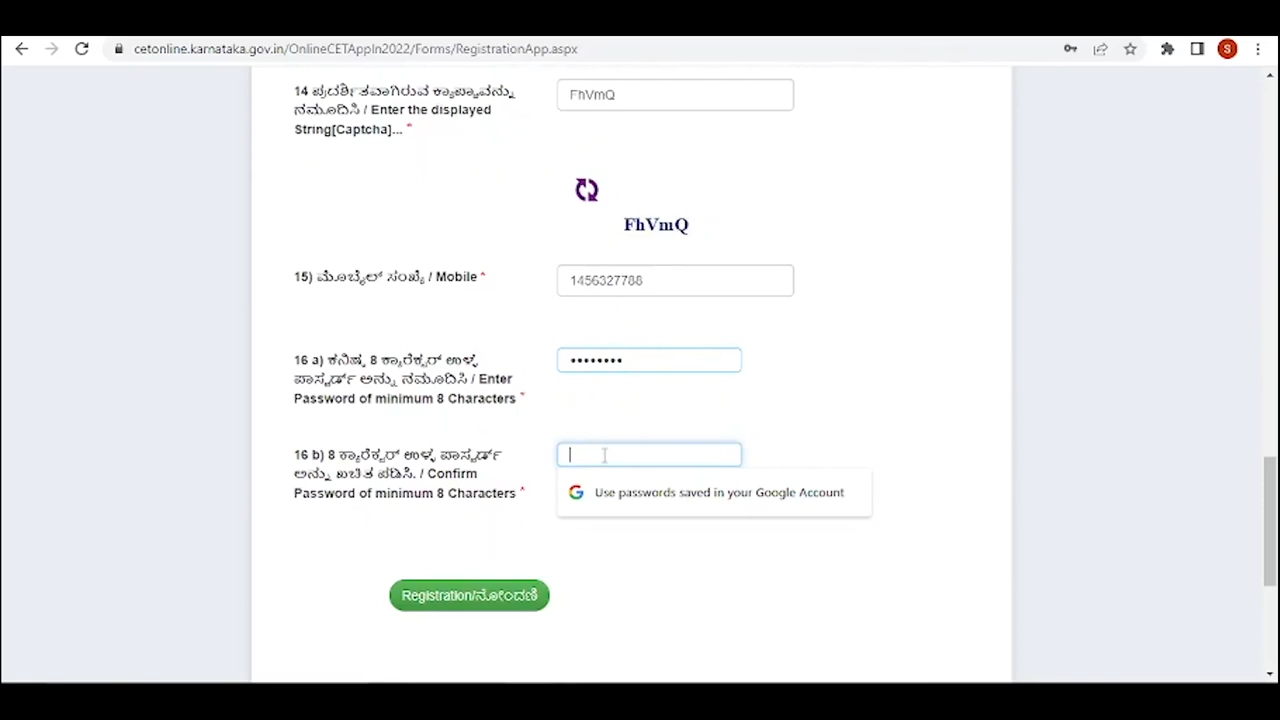 cetonline.karnataka.gov.in/OnlineCETAppIn2022/Forms/RegistrationApp.aspx
S
14 ಪ್ರದರ್ಶಿತವಾಗಿರುವ ಕ್ಯಾಪ್ಚಾವನ್ನು
ನಮೂದಿಸಿ / Enter the displayed
String[Captcha]... *
FhVmQ
FhVmQ
15) ಮೊಬೈಲ್ ಸಂಖ್ಯೆ / Mobile *
1456327788
16 a) ಕನಿಷ್ಠ 8 ಕ್ಯಾರೆಕ್ಟರ್ ಉಳ್ಳ
ಪಾಸ್ವರ್ಡ್ ಅನ್ನು ನಮೂದಿಸಿ / Enter
Password of minimum 8 Characters *
••••••••
16 b) 8 ಕ್ಯಾರೆಕ್ಟರ್ ಉಳ್ಳ ಪಾಸ್ವರ್ಡ್
ಅನ್ನು ಖಚಿತ ಪಡಿಸಿ. / Confirm
Password of minimum 8 Characters *
Use passwords saved in your Google Account
Registration/ನೋಂದಣಿ